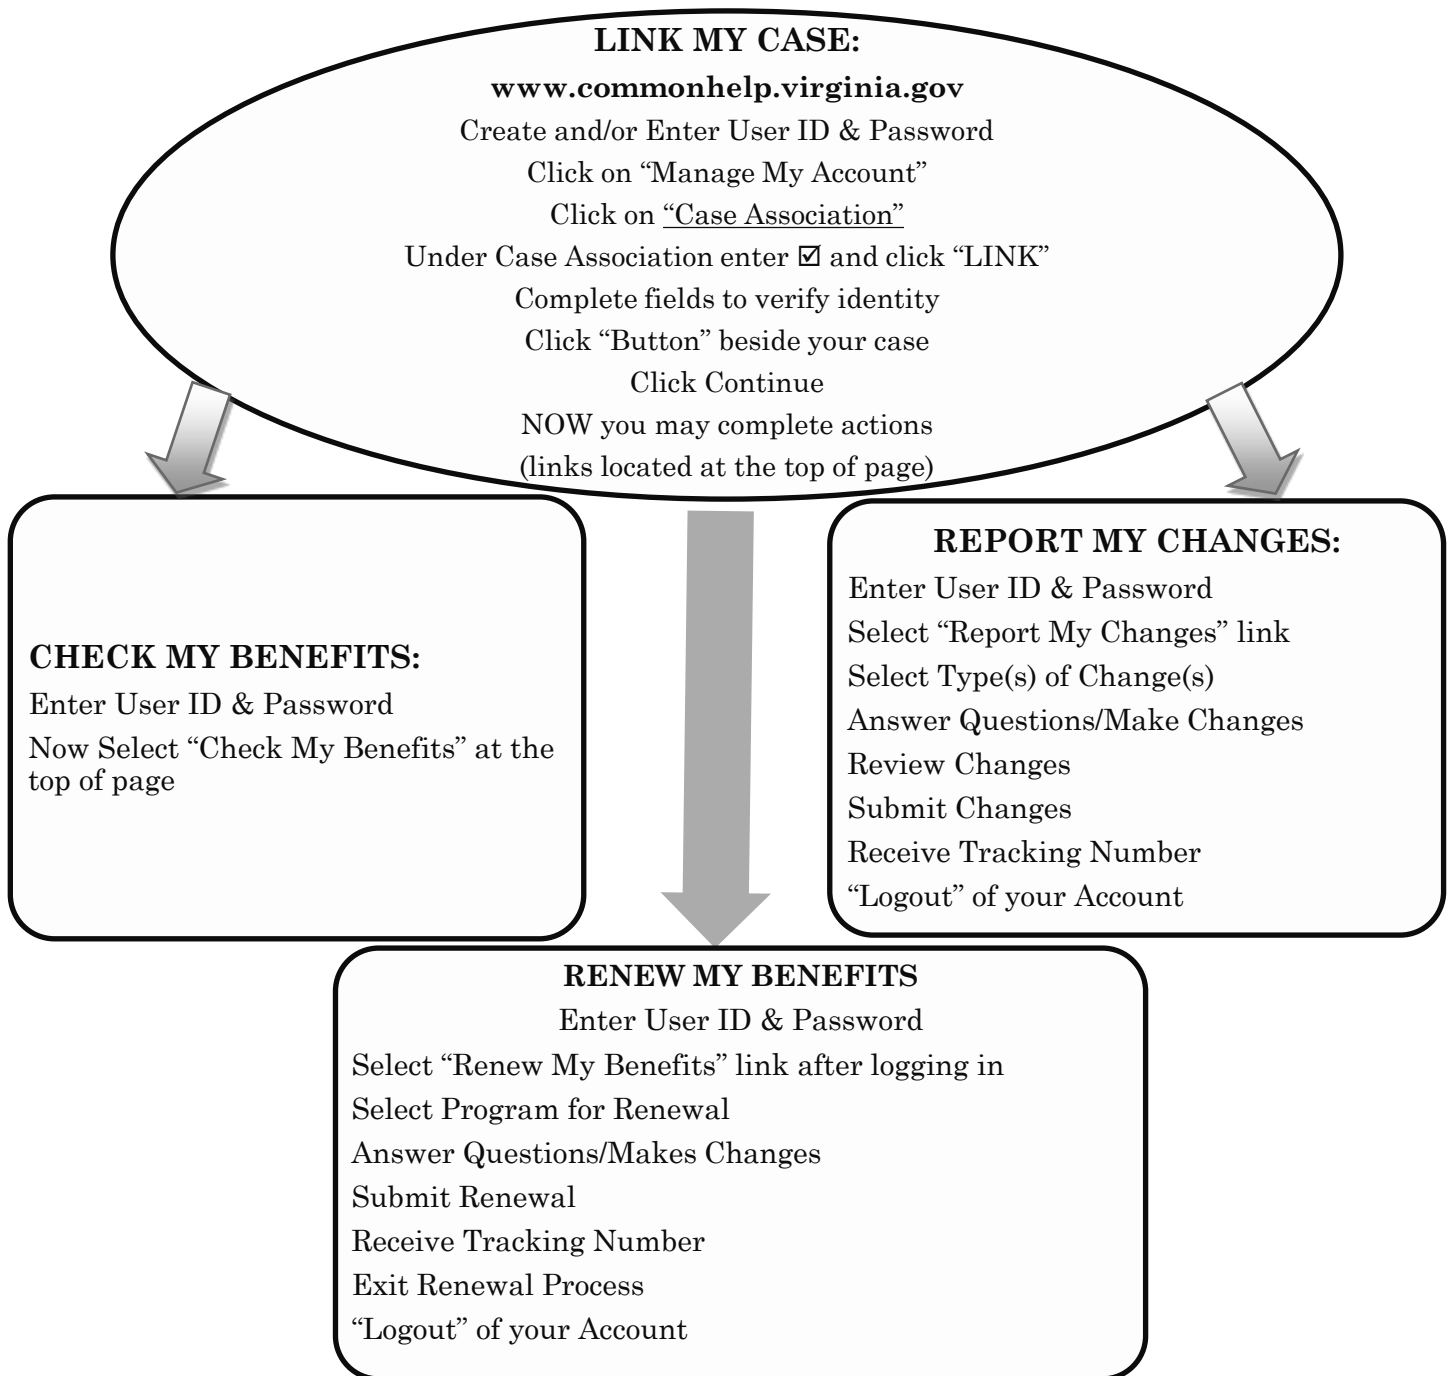 LINK MY CASE:
www.commonhelp.virginia.gov
Create and/or Enter User ID & Password
Click on “Manage My Account”
Click on “Case Association”
Under Case Association enter ☑ and click “LINK”
Complete fields to verify identity
Click “Button” beside your case
Click Continue
NOW you may complete actions
(links located at the top of page)
CHECK MY BENEFITS:
Enter User ID & Password
Now Select “Check My Benefits” at the
top of page
REPORT MY CHANGES:
Enter User ID & Password
Select “Report My Changes” link
Select Type(s) of Change(s)
Answer Questions/Make Changes
Review Changes
Submit Changes
Receive Tracking Number
“Logout” of your Account
RENEW MY BENEFITS
Enter User ID & Password
Select “Renew My Benefits” link after logging in
Select Program for Renewal
Answer Questions/Makes Changes
Submit Renewal
Receive Tracking Number
Exit Renewal Process
“Logout” of your Account